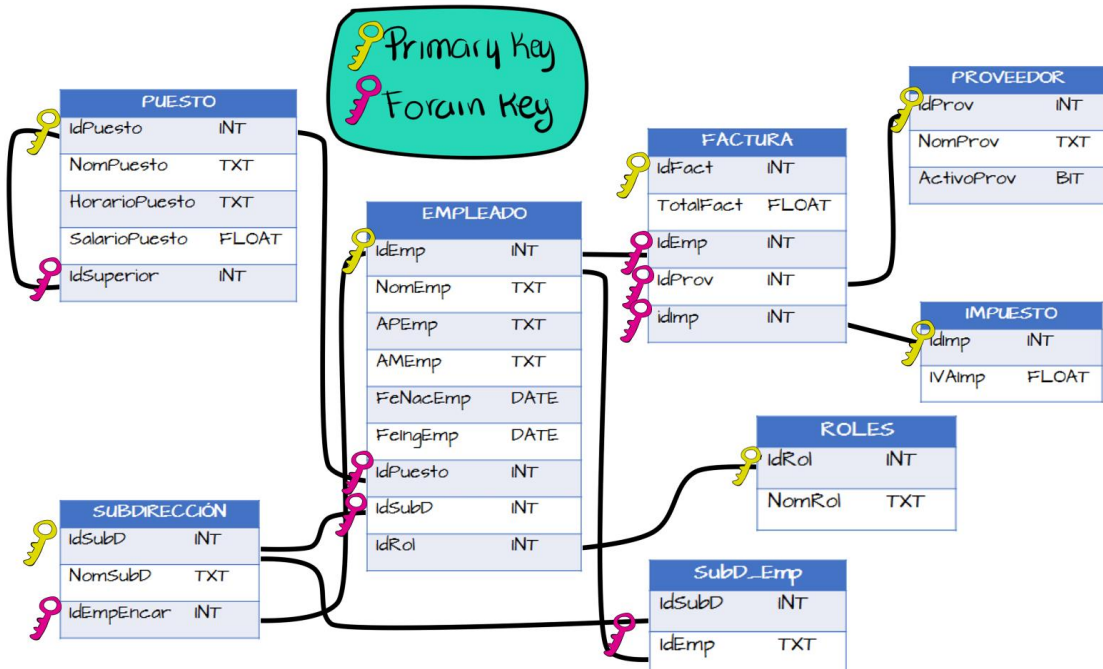 Primary Key
Forain Key
PUESTO
IdPuesto INT
NomPuesto TXT
HorarioPuesto TXT
SalarioPuesto FLOAT
IdSuperior INT
EMPLEADO
IdEmp INT
NomEmp TXT
APEmp TXT
AMEmp TXT
FeNacEmp DATE
FeIngEmp DATE
IdPuesto INT
IdSubD INT
IdRol INT
FACTURA
IdFact INT
TotalFact FLOAT
IdEmp INT
IdProv INT
idImp INT
PROVEEDOR
IdProv INT
NomProv TXT
ActivoProv BIT
IMPUESTO
IdImp INT
IVAImp FLOAT
ROLES
IdRol INT
NomRol TXT
SUBDIRECCIÓN
IdSubD INT
NomSubD TXT
IdEmpEncar INT
SubD_Emp
IdSubD INT
IdEmp TXT